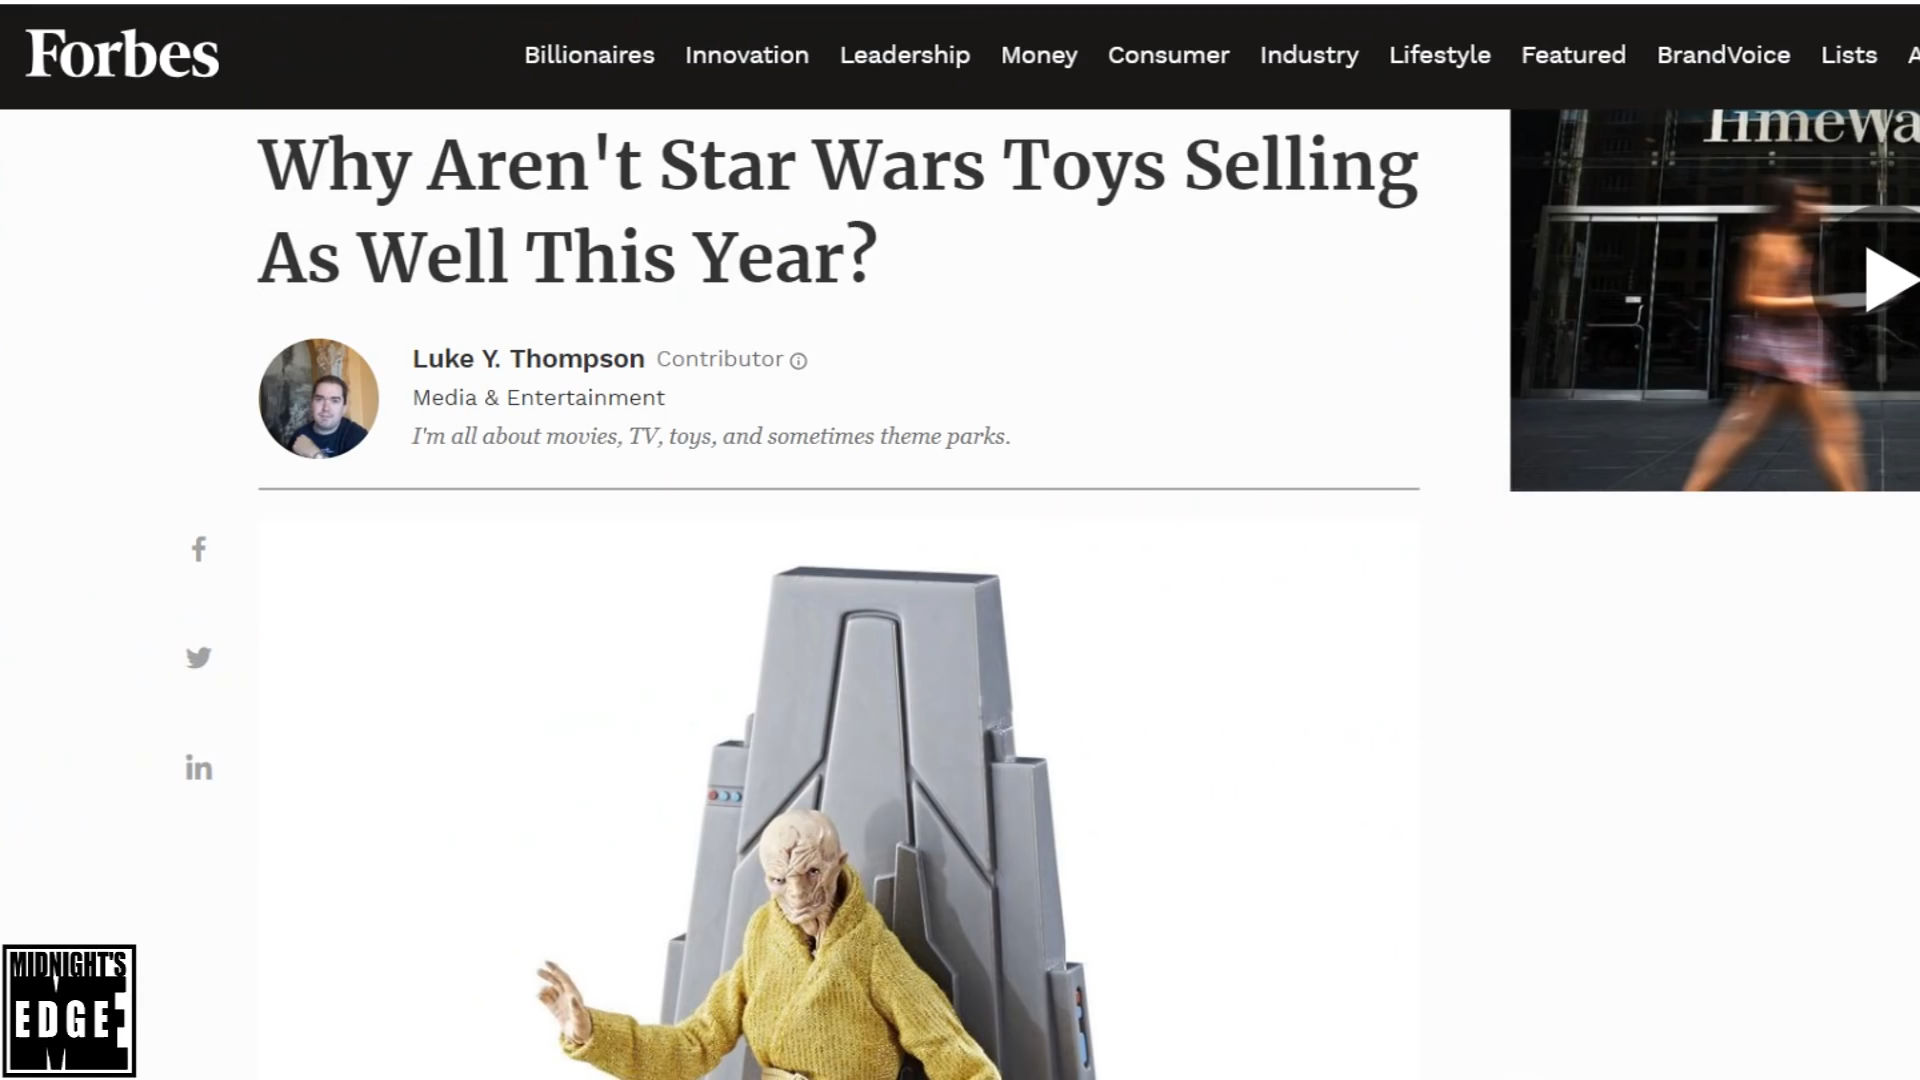 Forbes
Billionaires Innovation Leadership Money Consumer Industry Lifestyle Featured BrandVoice Lists A
TimeWa
Why Aren't Star Wars Toys Selling
As Well This Year?
Luke Y. Thompson Contributor
Media & Entertainment
I'm all about movies, TV, toys, and sometimes theme parks.
f
in
MIDNIGHT'S
EDGE